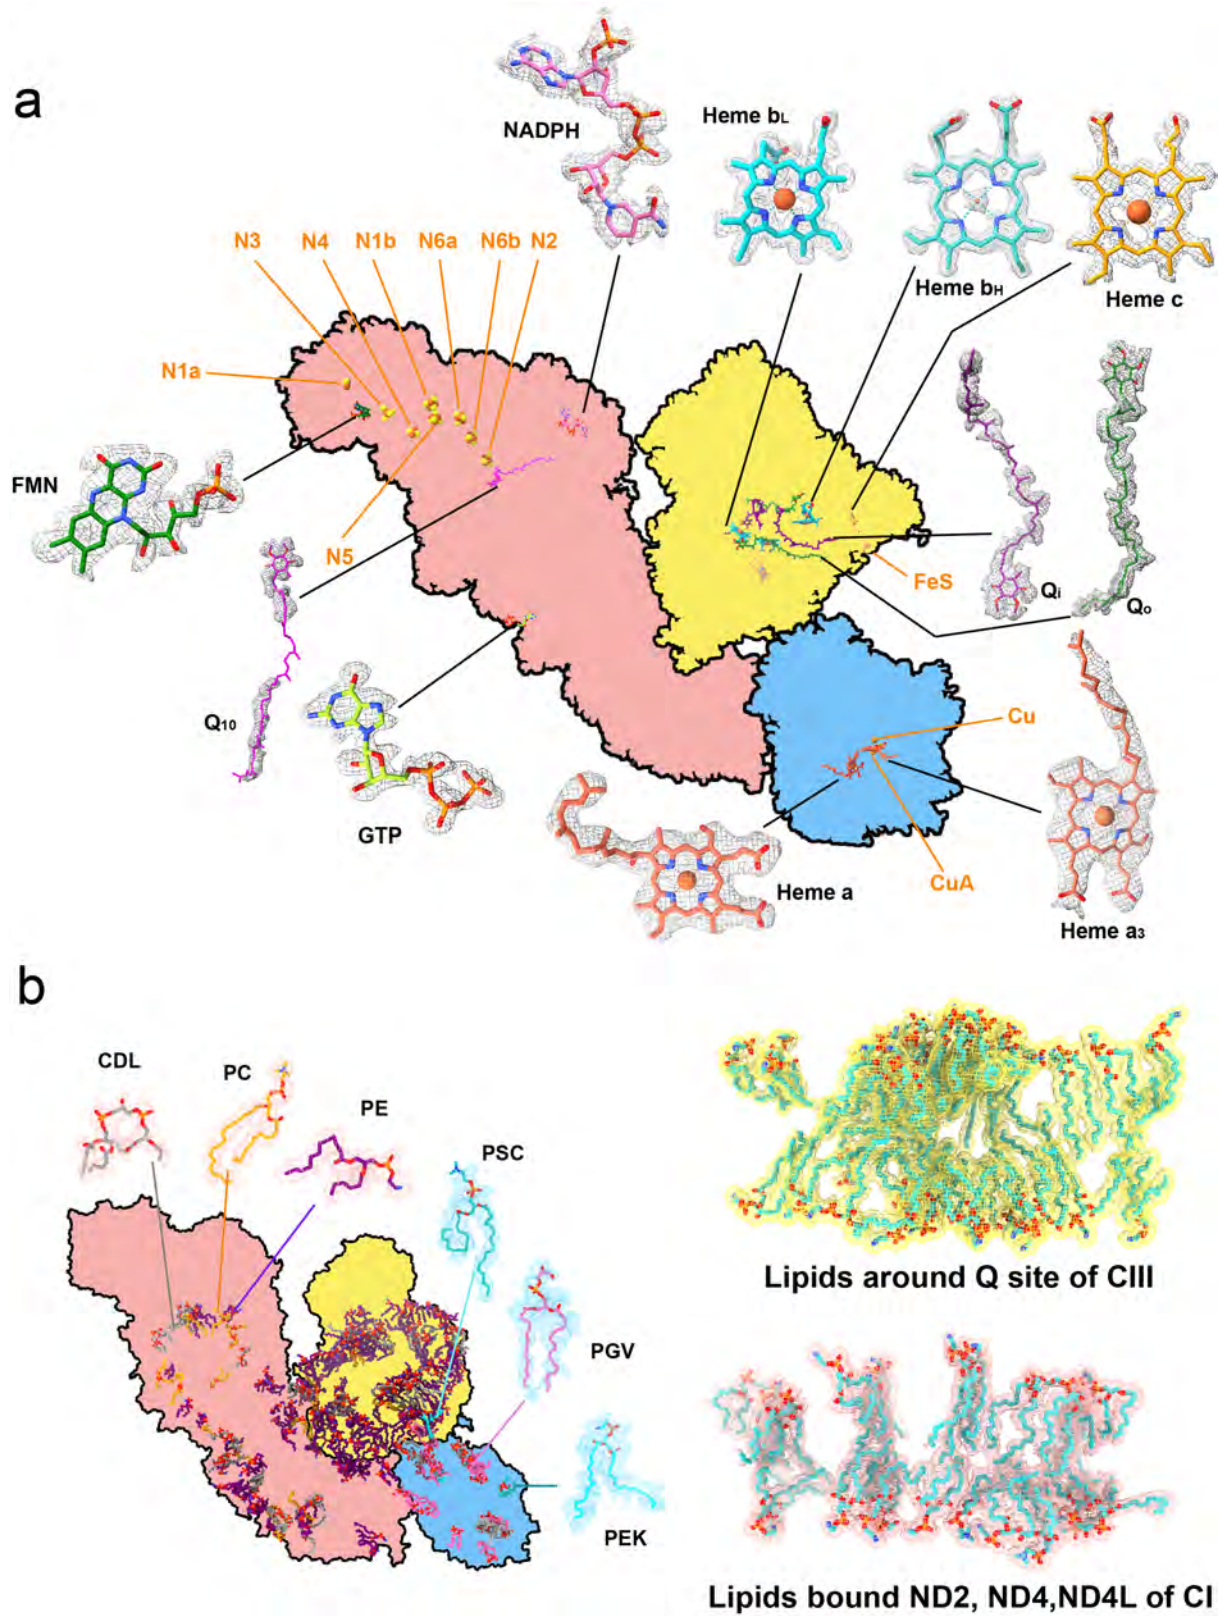 a
NADPH
Heme bL
Heme bH
Heme c
N3
N4
N1b
N6a
N6b
N2
N1a
FMN
N5
FeS
Qi
Qo
Q10
GTP
Cu
Heme a
CuA
Heme a3
b
CDL
PC
PE
PSC
PGV
PEK
Lipids around Q site of CIII
Lipids bound ND2, ND4,ND4L of CI